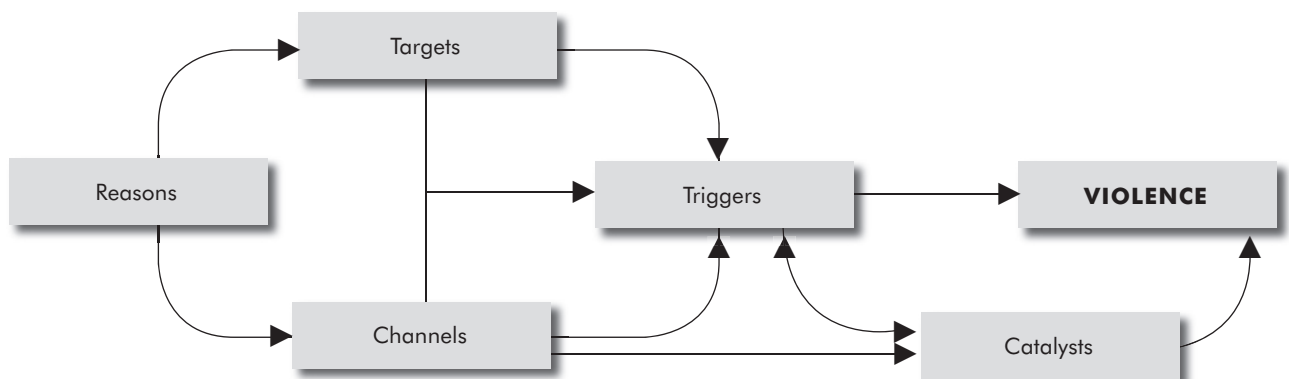 Targets
Reasons
Triggers
VIOLENCE
Channels
Catalysts